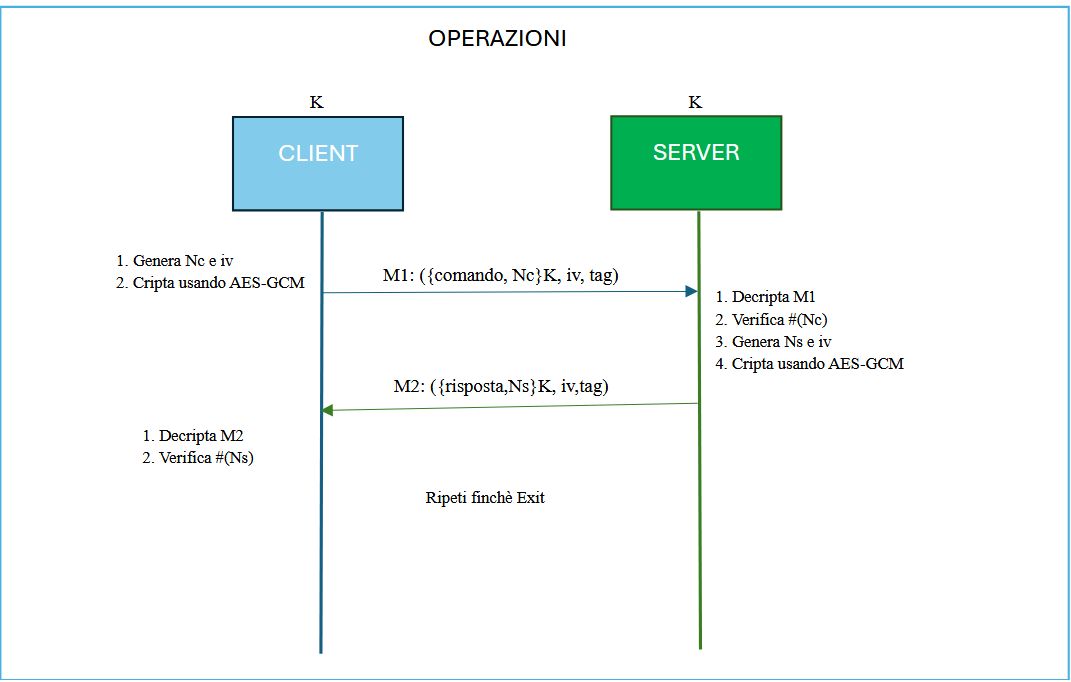 OPERAZIONI
K
K
CLIENT
SERVER
1. Genera Nc e iv
2. Cripta usando AES-GCM
M1: ({comando, Nc}K, iv, tag)
1. Decripta M1
2. Verifica #(Nc)
3. Genera Ns e iv
4. Cripta usando AES-GCM
M2: ({risposta,Ns}K, iv,tag)
1. Decripta M2
2. Verifica #(Ns)
Ripeti finchè Exit